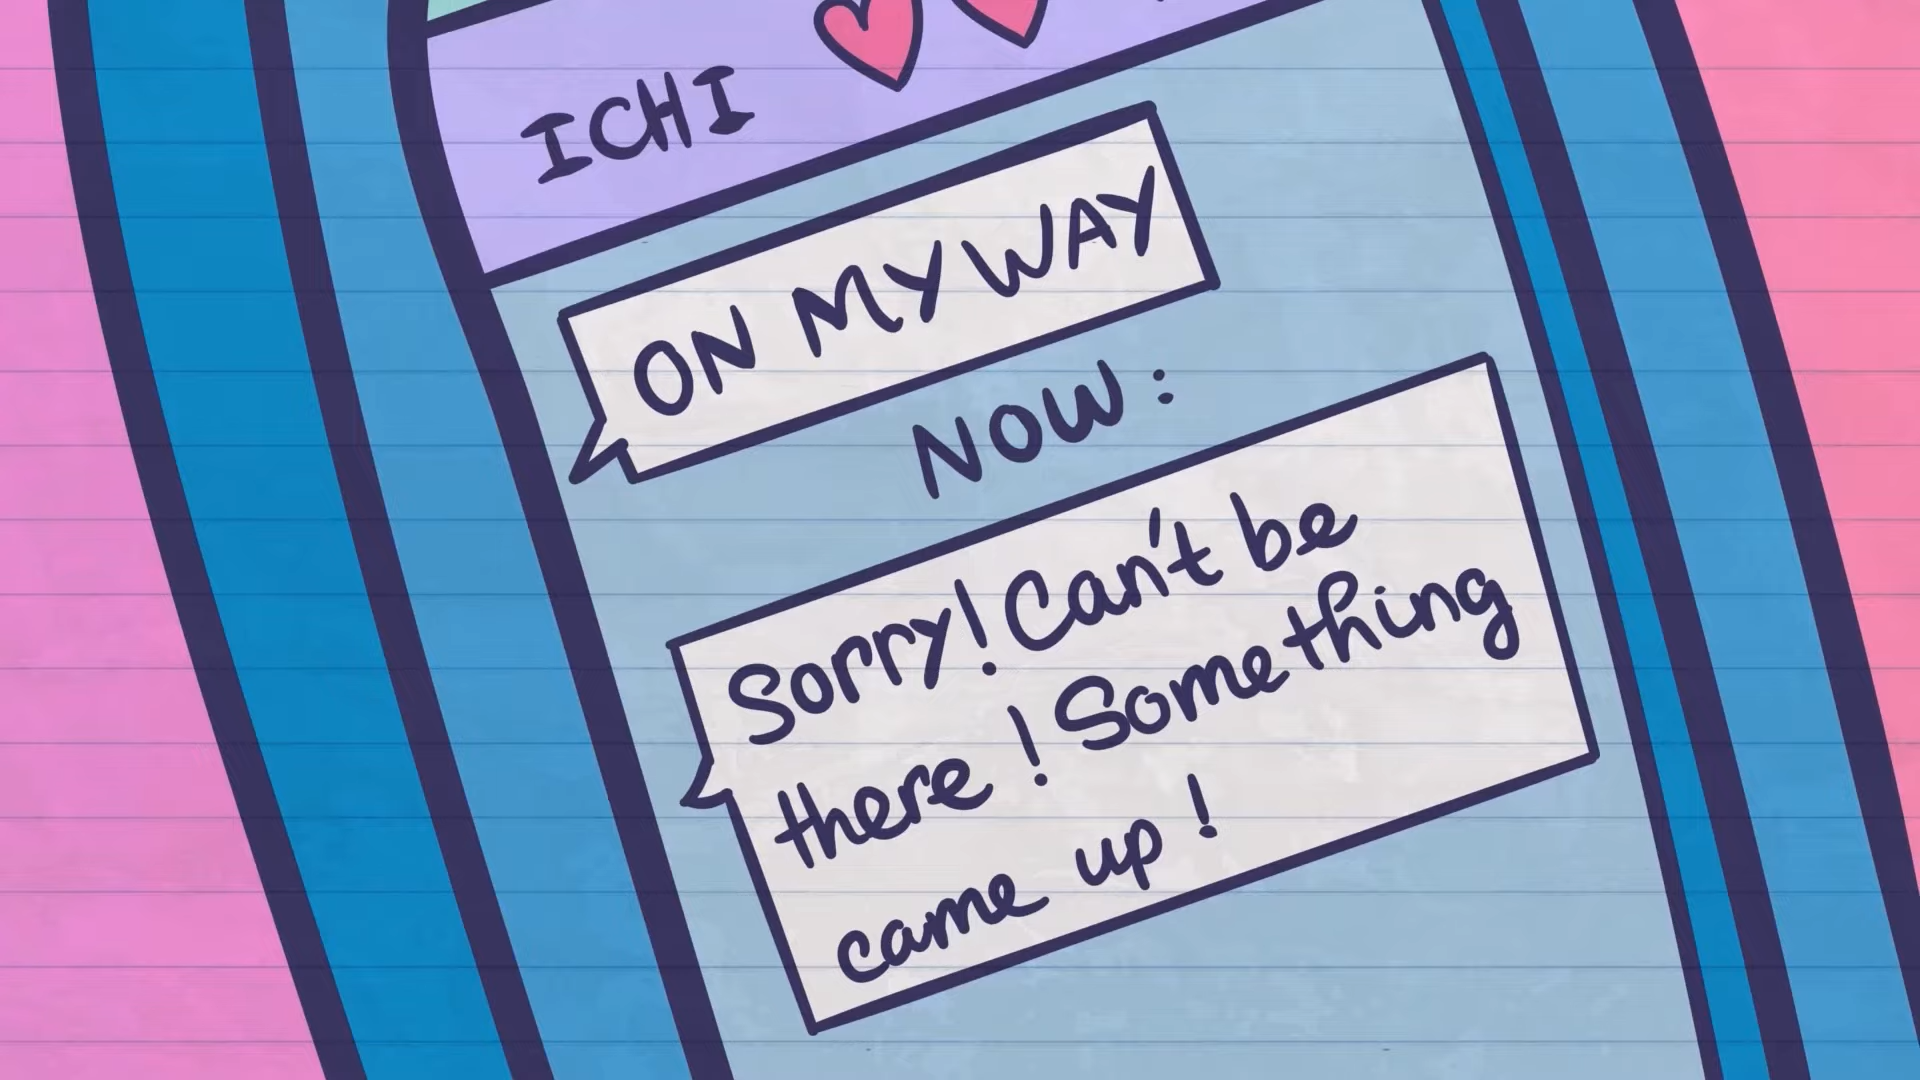 ICHI
ON MY WAY
NOW:
Sorry! Can't be
there! Something
came up!